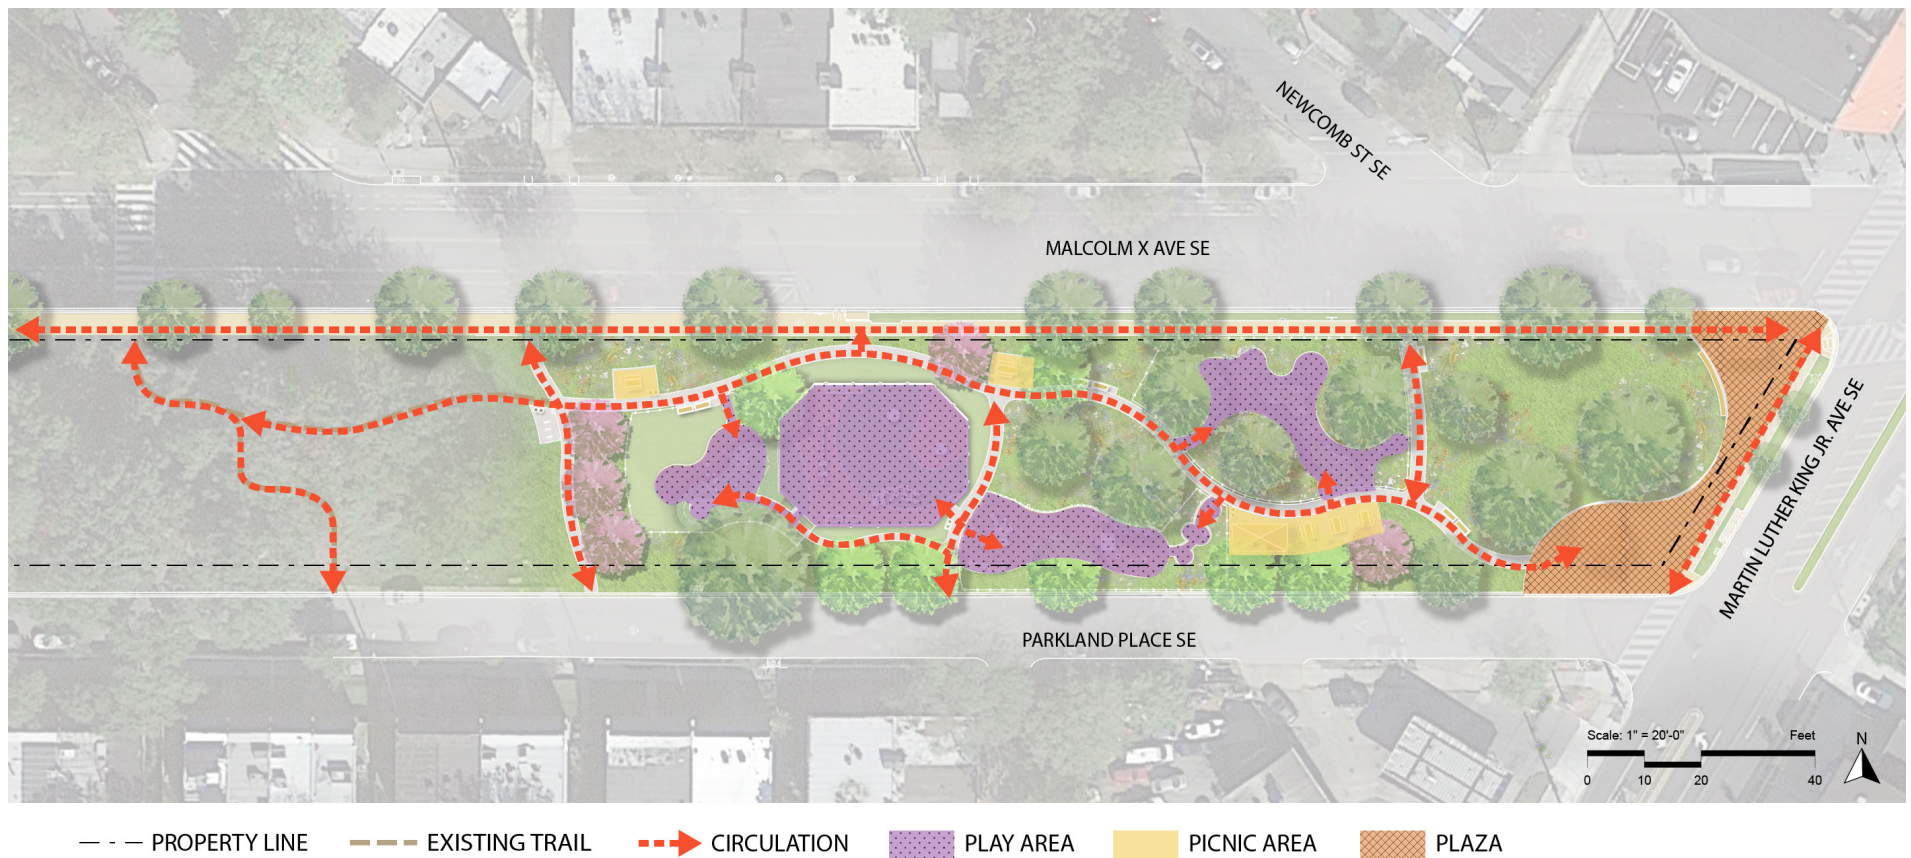 NEWCOMB ST SE
MALCOLM X AVE SE
MARTIN LUTHER KING JR. AVE SE
PARKLAND PLACE SE
Scale: 1" = 20'-0" Feet
0 10 20 40
N
PROPERTY LINE EXISTING TRAIL CIRCULATION PLAY AREA PICNIC AREA PLAZA